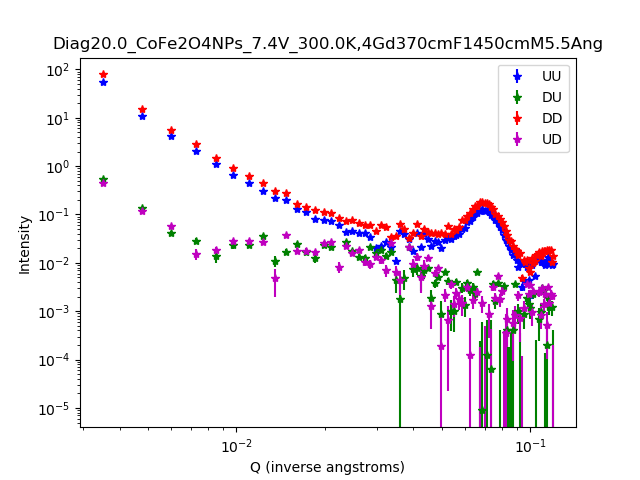 Diag20.0_CoFe2O4NPs_7.4V_300.0K,4Gd370cmF1450cmM5.5Ang
10²
10¹
10⁰
10⁻¹
10⁻²
10⁻³
10⁻⁴
10⁻⁵
Intensity
UU
DU
DD
UD
10⁻²
10⁻¹
Q (inverse angstroms)